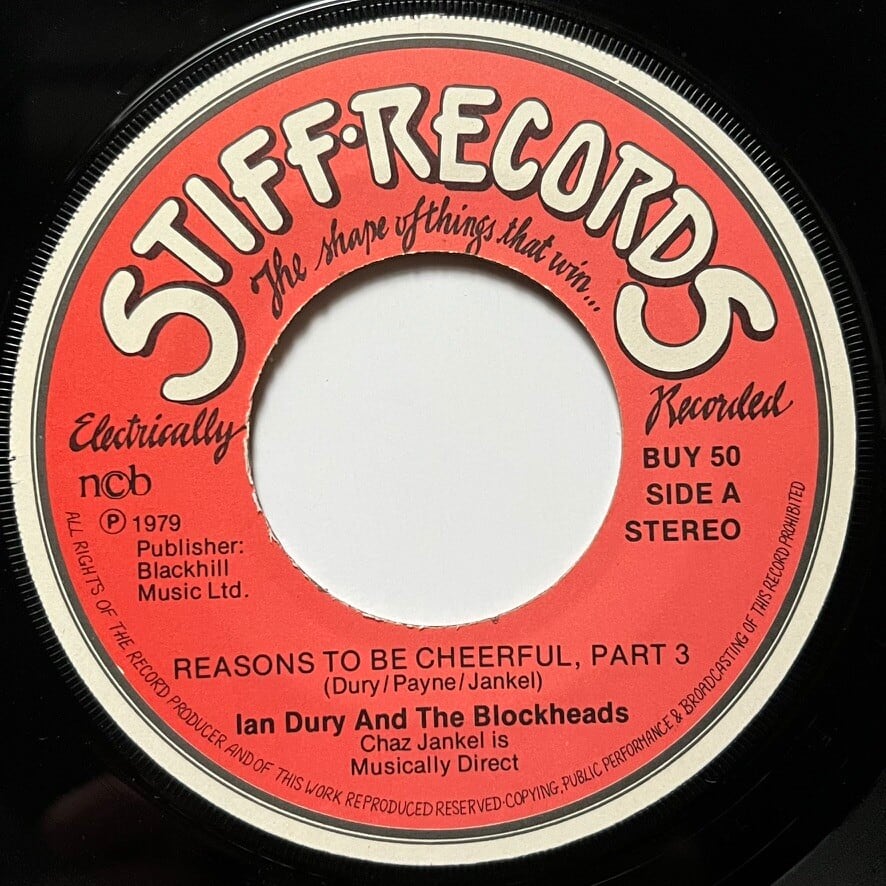 STIFF·RECORDS
The shape of things that win...
Electrically
Recorded
ncb
BUY 50
SIDE A
STEREO
℗ 1979
Publisher:
Blackhill
Music Ltd.
REASONS TO BE CHEERFUL, PART 3
(Dury/Payne/Jankel)
Ian Dury And The Blockheads
Chaz Jankel is
Musically Direct
ALL RIGHTS OF THE RECORD PRODUCER AND OF THIS WORK REPRODUCED RESERVED·COPYING, PUBLIC PERFORMANCE & BROADCASTING OF THIS RECORD PROHIBITED